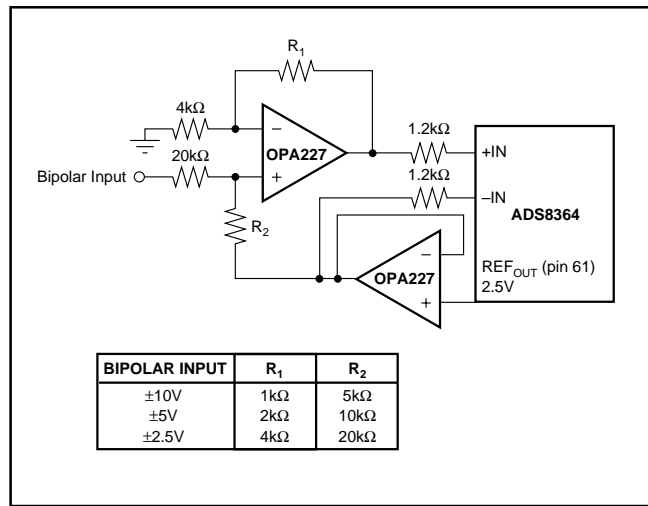 R1
4kΩ
–
OPA227
+
20kΩ
Bipolar Input
R2
1.2kΩ
+IN
1.2kΩ
–IN
ADS8364
REFOUT (pin 61)
2.5V
–
OPA227
+
BIPOLAR INPUT R1 R2
±10V 1kΩ 5kΩ
±5V 2kΩ 10kΩ
±2.5V 4kΩ 20kΩ